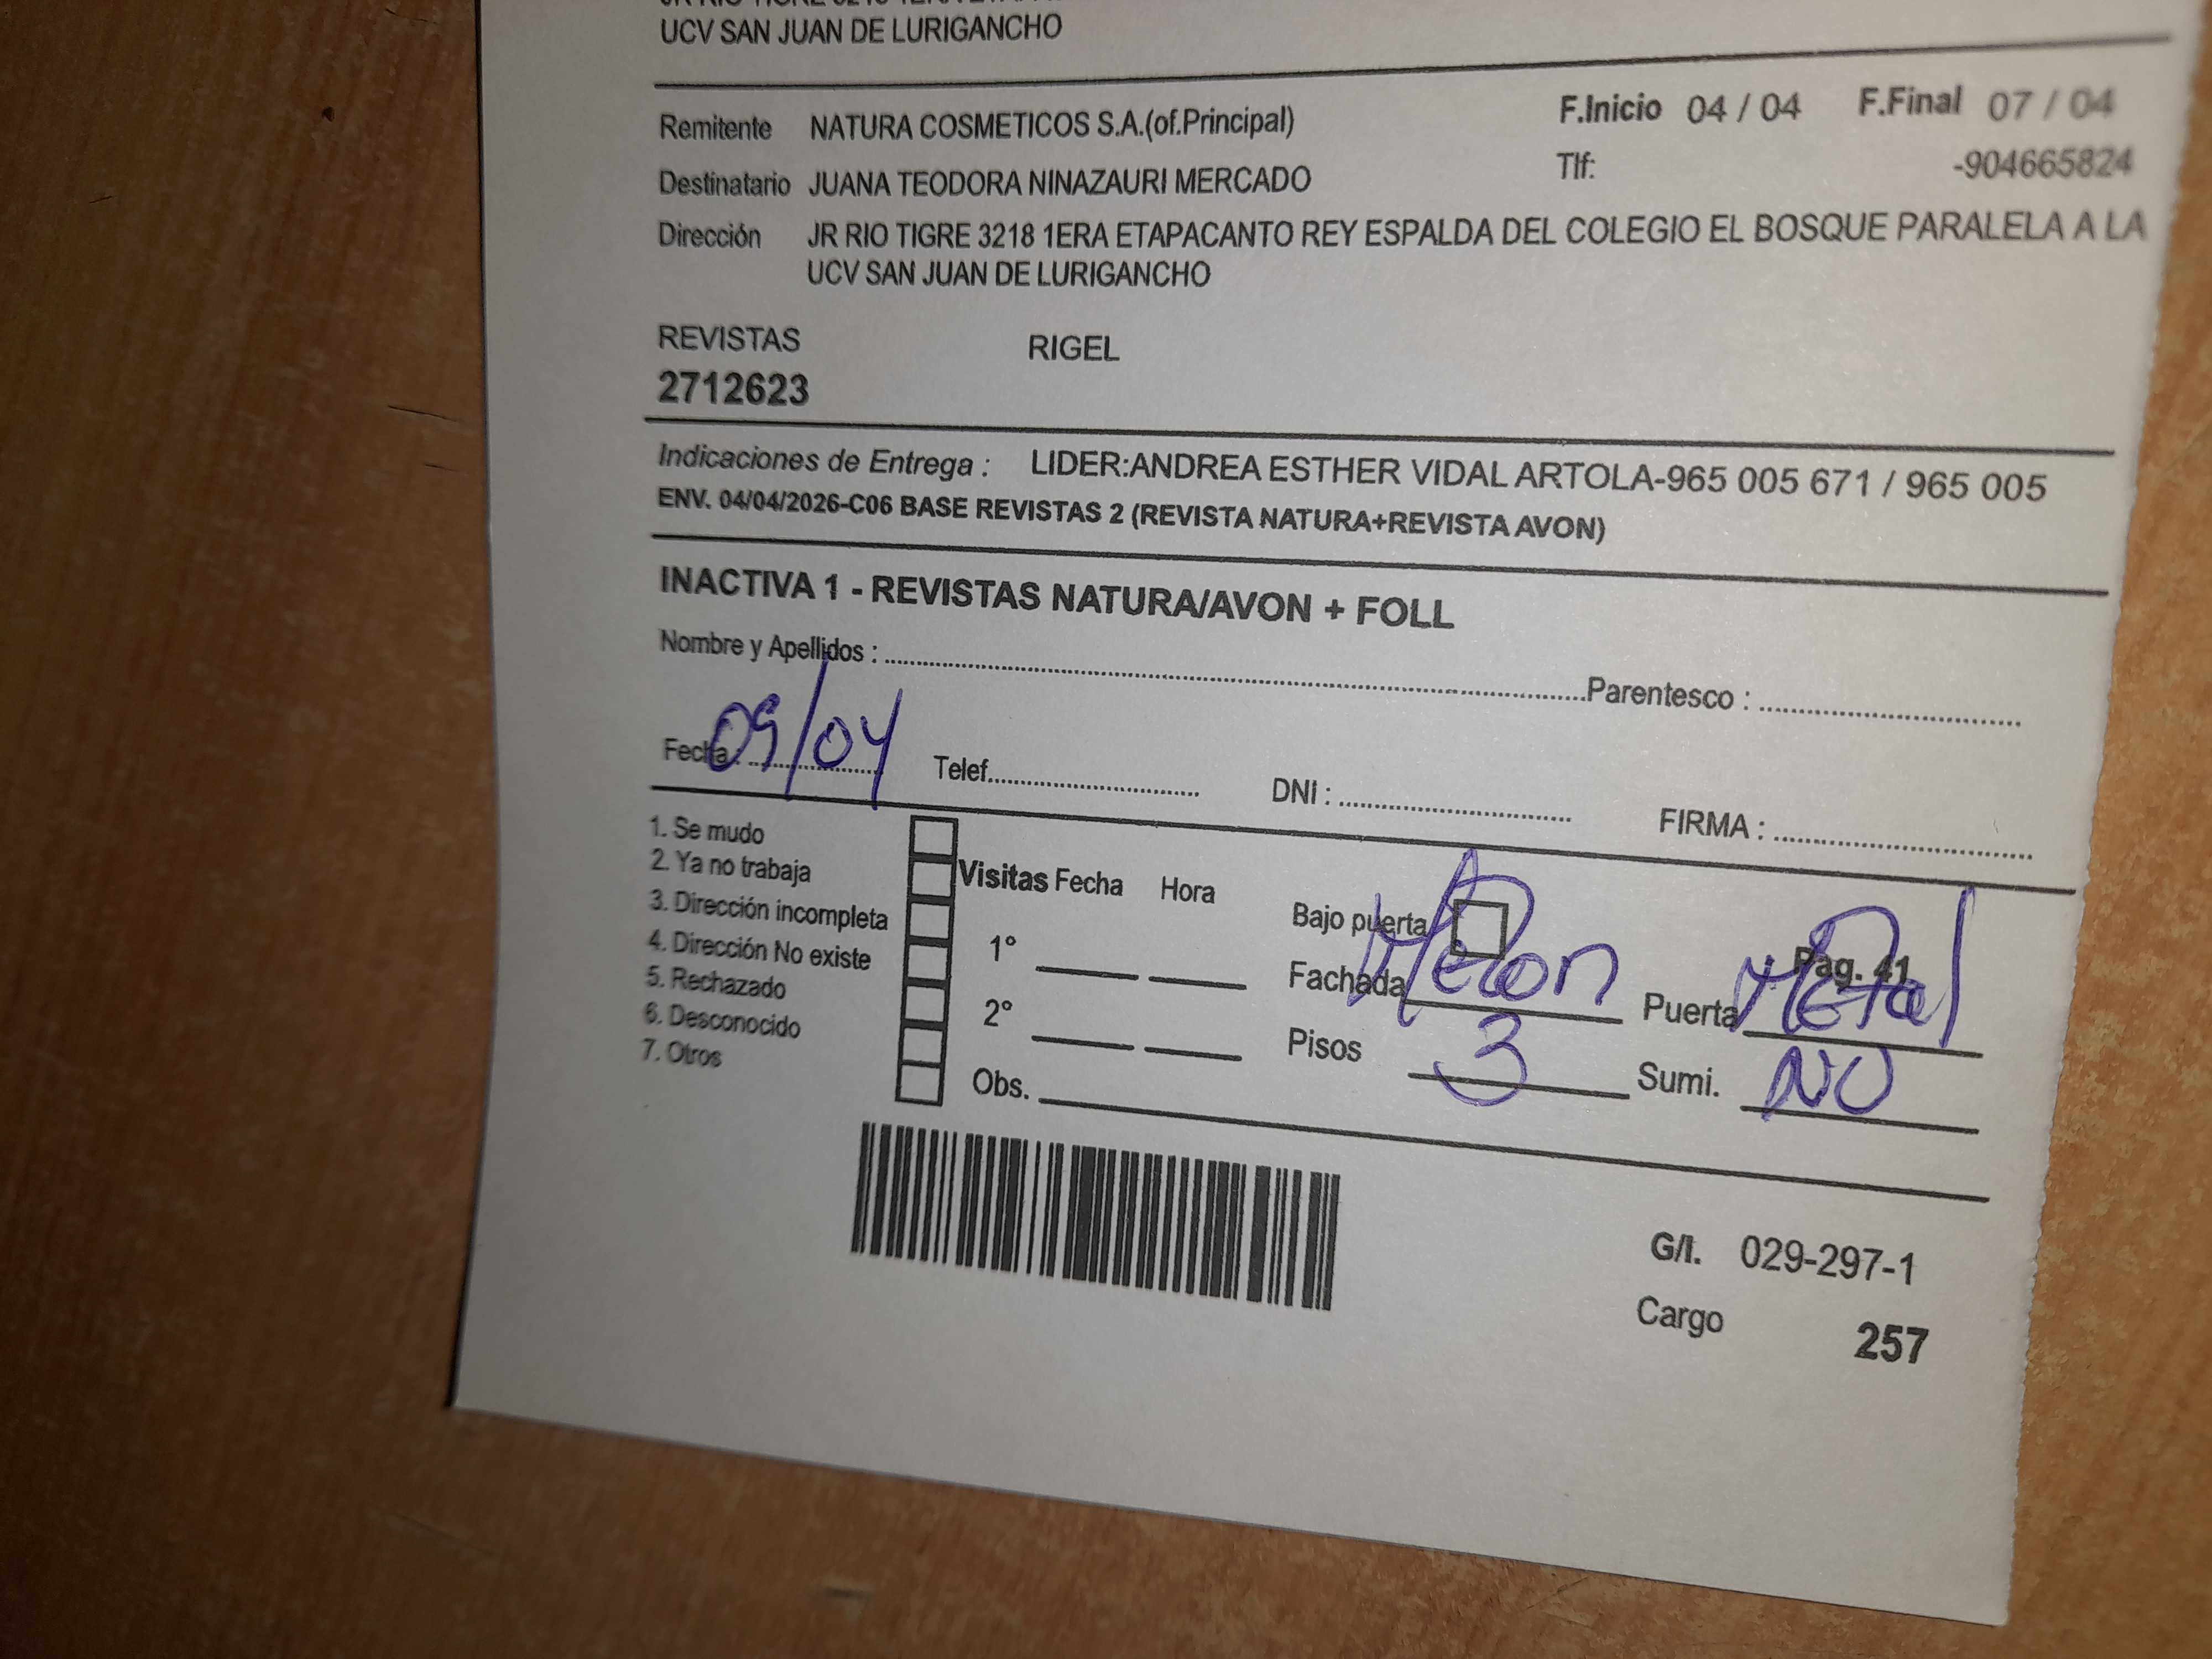 UCV SAN JUAN DE LURIGANCHO
Remitente NATURA COSMETICOS S.A.(of.Principal) F.Inicio 04 / 04 F.Final 07 / 04
Destinatario JUANA TEODORA NINAZAURI MERCADO Tlf: -904665824
Dirección JR RIO TIGRE 3218 1ERA ETAPACANTO REY ESPALDA DEL COLEGIO EL BOSQUE PARALELA A LA
UCV SAN JUAN DE LURIGANCHO
REVISTAS RIGEL
2712623
Indicaciones de Entrega : LIDER:ANDREA ESTHER VIDAL ARTOLA-965 005 671 / 965 005
ENV. 04/04/2026-C06 BASE REVISTAS 2 (REVISTA NATURA+REVISTA AVON)
INACTIVA 1 - REVISTAS NATURA/AVON + FOLL
Nombre y Apellidos : Parentesco :
Fecha : 09/04 Telef. DNI : FIRMA :
1. Se mudo
2. Ya no trabaja
3. Dirección incompleta
4. Dirección No existe
5. Rechazado
6. Desconocido
7. Otros
Visitas Fecha Hora
1°
2°
Obs.
Bajo puerta
Pag. 41
Fachada Puerta Metal
Pisos 3 Sumi. NO
G/I. 029-297-1
Cargo 257